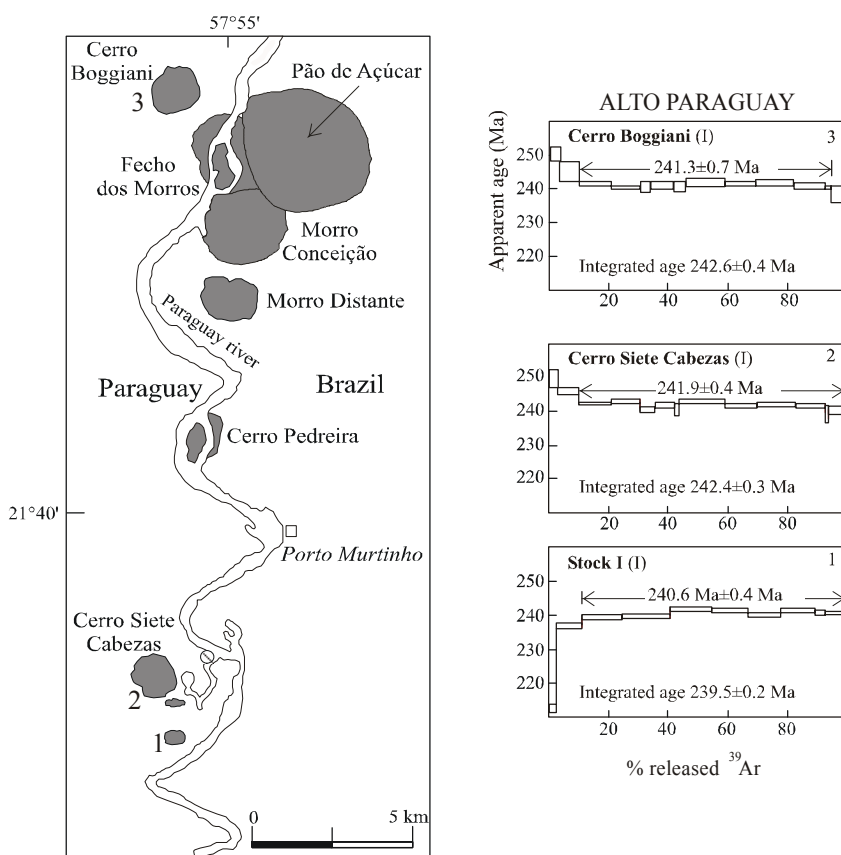 57°55'
Cerro
Boggiani
3
Pão de Açúcar
Fecho
dos Morros
Morro
Conceição
Morro Distante
Paraguay river
Paraguay
Brazil
Cerro Pedreira
21°40'
Porto Murtinho
Cerro Siete
Cabezas
2
1
0
5 km
ALTO PARAGUAY
Apparent age (Ma)
Cerro Boggiani (I)
3
250
240
230
220
241.3±0.7 Ma
Integrated age 242.6±0.4 Ma
20 40 60 80
Cerro Siete Cabezas (I)
2
250
240
230
220
241.9±0.4 Ma
Integrated age 242.4±0.3 Ma
20 40 60 80
Stock I (I)
1
250
240
230
220
210
240.6 Ma±0.4 Ma
Integrated age 239.5±0.2 Ma
20 40 60 80
% released ³⁹Ar